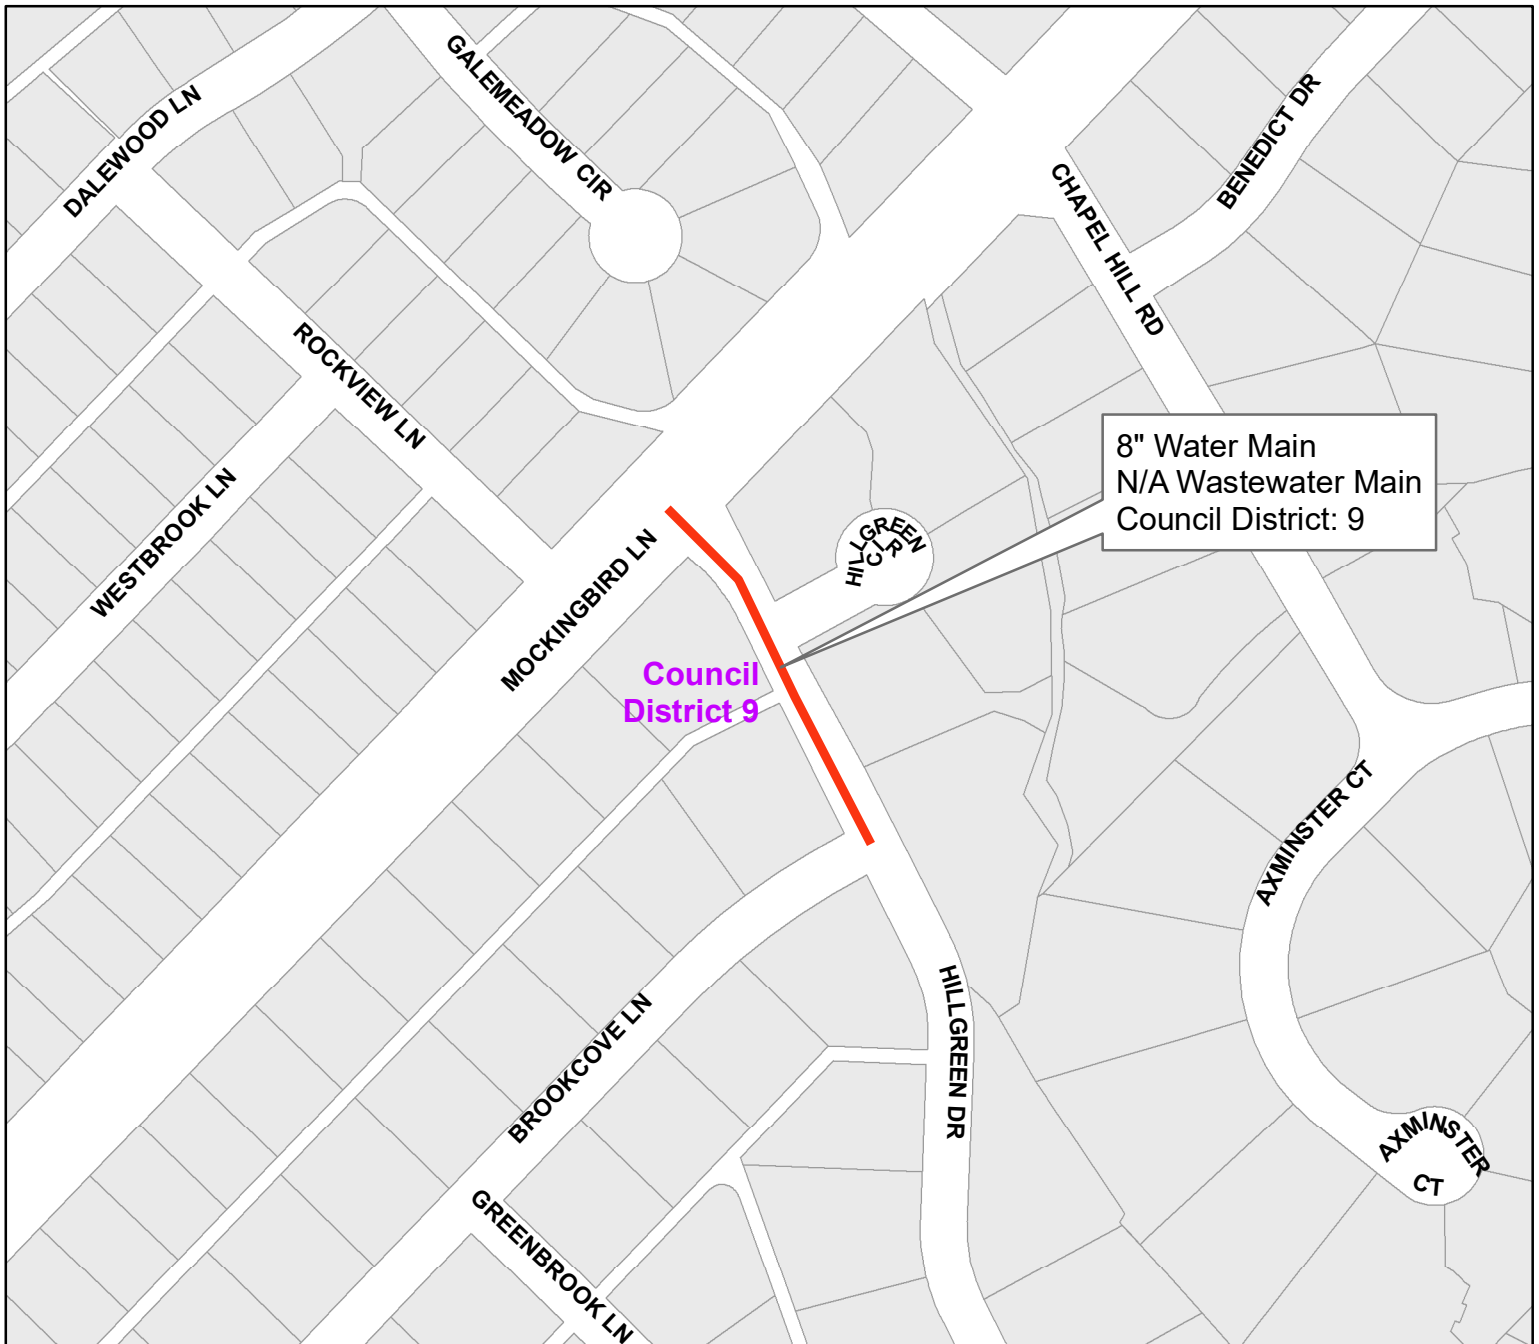 GALEMEADOW CIR
DALEWOOD LN
BENEDICT DR
CHAPEL HILL RD
ROCKVIEW LN
WESTBROOK LN
8" Water Main
N/A Wastewater Main
Council District: 9
HILLGREEN
CIR
MOCKINGBIRD LN
Council
District 9
AXMINSTER CT
BROOKCOVE LN
HILLGREEN DR
AXMINSTER
CT
GREENBROOK LN